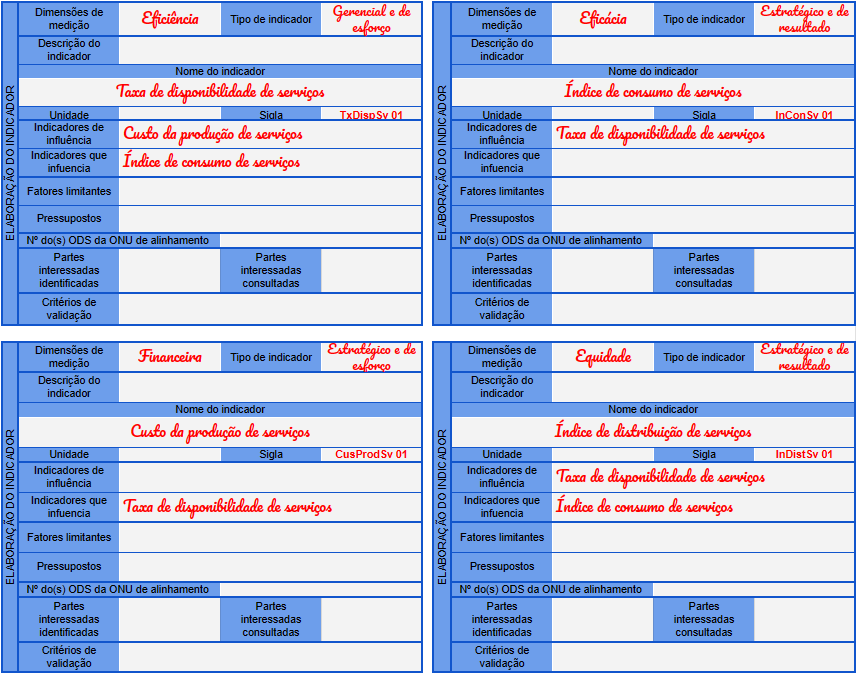 ELABORAÇÃO DO INDICADOR
Dimensões de medição Eficiência Tipo de indicador Gerencial e de esforço
Descrição do indicador
Nome do indicador
Taxa de disponibilidade de serviços
Unidade Sigla TxDispSv 01
Indicadores de influência Custo da produção de serviços
Indicadores que infuencia Índice de consumo de serviços
Fatores limitantes
Pressupostos
Nº do(s) ODS da ONU de alinhamento
Partes interessadas identificadas Partes interessadas consultadas
Critérios de validação
ELABORAÇÃO DO INDICADOR
Dimensões de medição Eficácia Tipo de indicador Estratégico e de resultado
Descrição do indicador
Nome do indicador
Índice de consumo de serviços
Unidade Sigla InConSv 01
Indicadores de influência Taxa de disponibilidade de serviços
Indicadores que infuencia
Fatores limitantes
Pressupostos
Nº do(s) ODS da ONU de alinhamento
Partes interessadas identificadas Partes interessadas consultadas
Critérios de validação
ELABORAÇÃO DO INDICADOR
Dimensões de medição Financeira Tipo de indicador Estratégico e de esforço
Descrição do indicador
Nome do indicador
Custo da produção de serviços
Unidade Sigla CusProdSv 01
Indicadores de influência
Indicadores que infuencia Taxa de disponibilidade de serviços
Fatores limitantes
Pressupostos
Nº do(s) ODS da ONU de alinhamento
Partes interessadas identificadas Partes interessadas consultadas
Critérios de validação
ELABORAÇÃO DO INDICADOR
Dimensões de medição Equidade Tipo de indicador Estratégico e de resultado
Descrição do indicador
Nome do indicador
Índice de distribuição de serviços
Unidade Sigla InDistSv 01
Indicadores de influência Taxa de disponibilidade de serviços
Indicadores que infuencia Índice de consumo de serviços
Fatores limitantes
Pressupostos
Nº do(s) ODS da ONU de alinhamento
Partes interessadas identificadas Partes interessadas consultadas
Critérios de validação